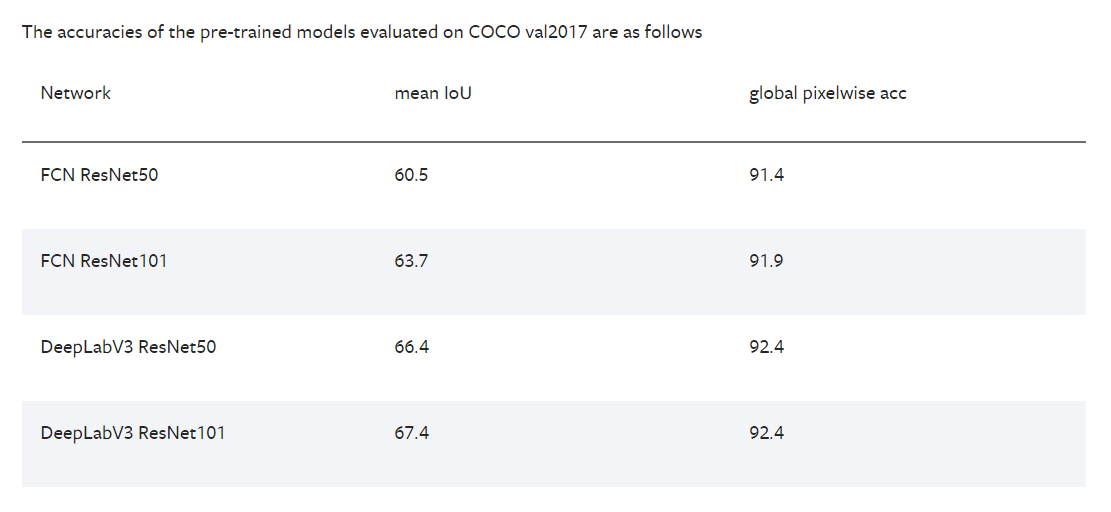 The accuracies of the pre-trained models evaluated on COCO val2017 are as follows
Network mean IoU global pixelwise acc
FCN ResNet50 60.5 91.4
FCN ResNet101 63.7 91.9
DeepLabV3 ResNet50 66.4 92.4
DeepLabV3 ResNet101 67.4 92.4